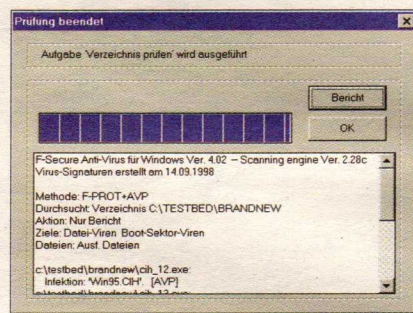 Prüfung beendet
Aufgabe 'Verzeichnis prüfen' wird ausgeführt
Bericht
OK
F-Secure Anti-Virus für Windows Ver. 4.02 – Scanning engine Ver. 2.28c
Virus-Signaturen erstellt am 14.09.1998
Methode: F-PROT+AVP
Durchsucht: Verzeichnis C:\TESTBED\BRANDNEW
Aktion: Nur Bericht
Ziele: Datei-Viren Boot-Sektor-Viren
Dateien: Ausf. Dateien
c:\testbed\brandnew\cih_12.exe:
Infektion: 'Win95.CIH'. [AVP]